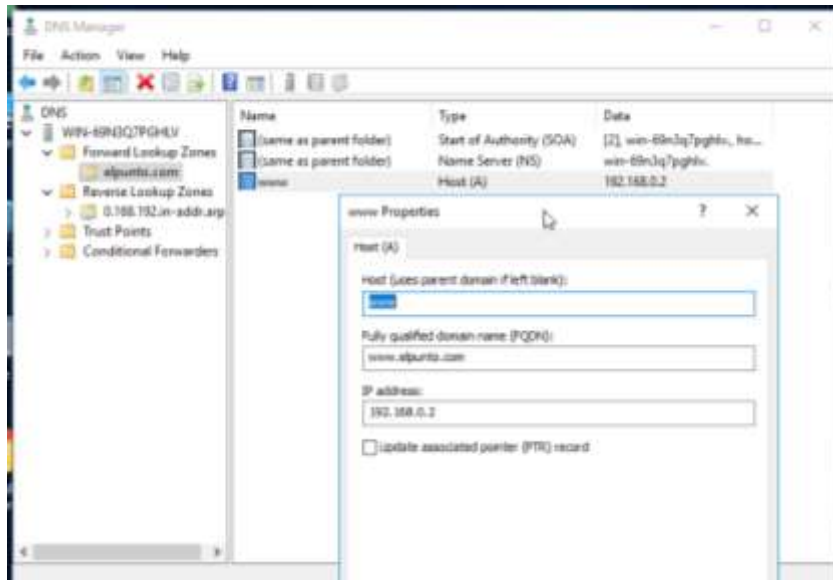 DNS Manager
File Action View Help
DNS
WIN-69N3Q7PGHLV
Forward Lookup Zones
alpunto.com
Reverse Lookup Zones
0.168.192.in-addr.arp
Trust Points
Conditional Forwarders
Name Type Data
(same as parent folder) Start of Authority (SOA) [2], win-69n3q7pghlv., ho...
(same as parent folder) Name Server (NS) win-69n3q7pghlv.
www Host (A) 192.168.0.2
www Properties
Host (A)
Host (uses parent domain if left blank):
www
Fully qualified domain name (FQDN):
www.alpunto.com
IP address:
192.168.0.2
Update associated pointer (PTR) record